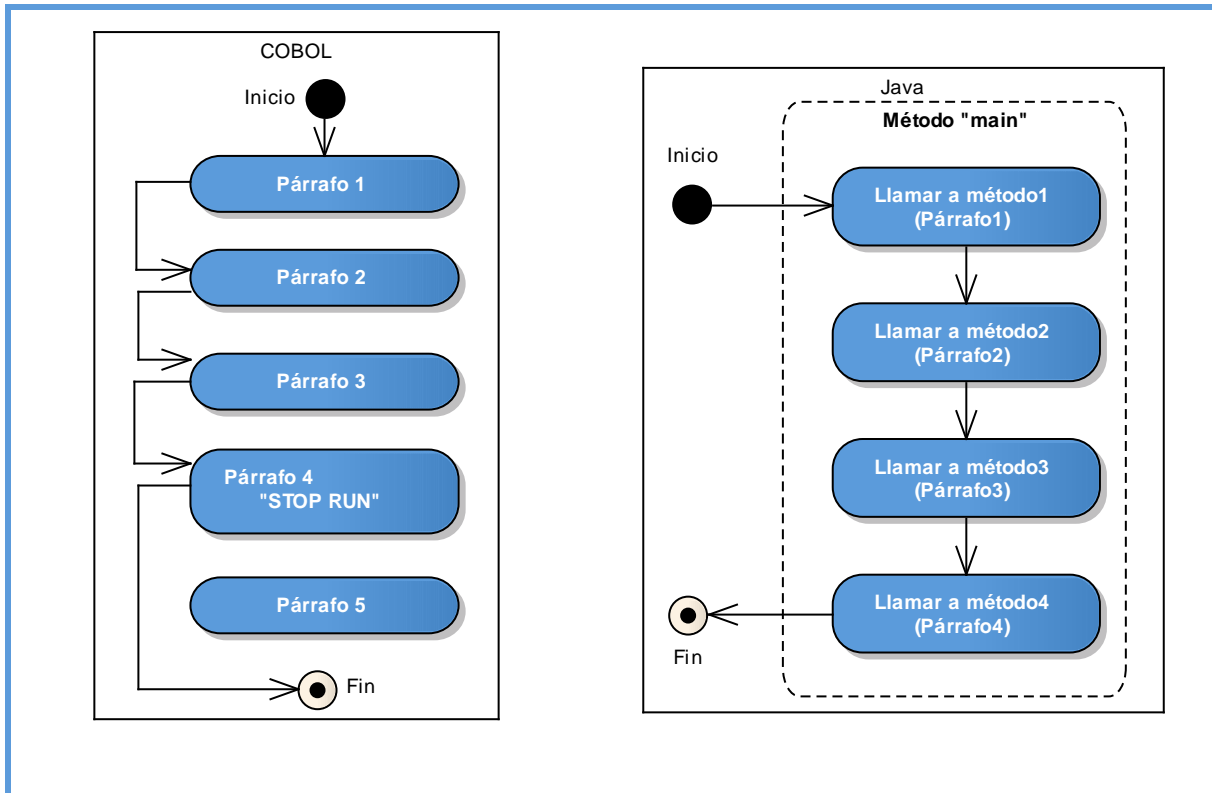 COBOL
Inicio
Párrafo 1
Párrafo 2
Párrafo 3
Párrafo 4
"STOP RUN"
Párrafo 5
Fin
Java
Método "main"
Inicio
Llamar a método1
(Párrafo1)
Llamar a método2
(Párrafo2)
Llamar a método3
(Párrafo3)
Llamar a método4
(Párrafo4)
Fin